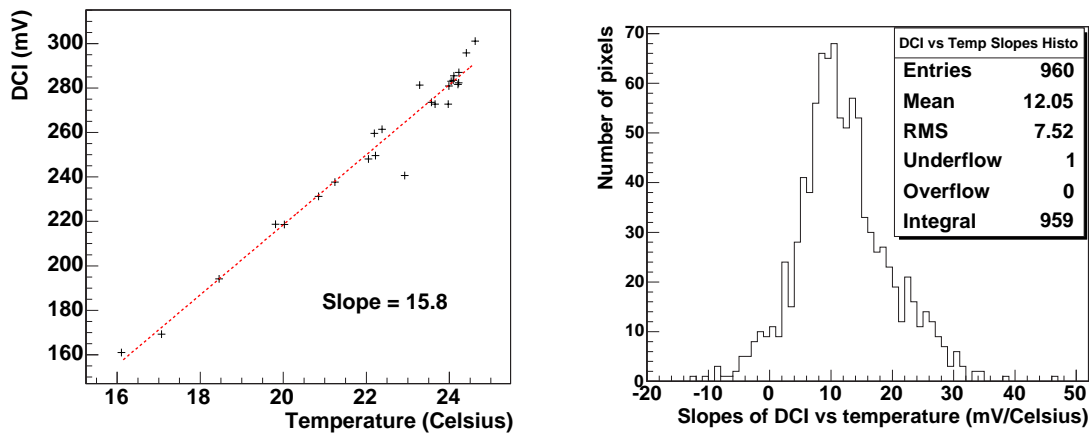 DCI (mV)
300
280
260
240
220
200
180
160
Slope = 15.8
16 18 20 22 24
Temperature (Celsius)
Number of pixels
70
60
50
40
30
20
10
0
DCI vs Temp Slopes Histo
Entries 960
Mean 12.05
RMS 7.52
Underflow 1
Overflow 0
Integral 959
-20 -10 0 10 20 30 40 50
Slopes of DCI vs temperature (mV/Celsius)